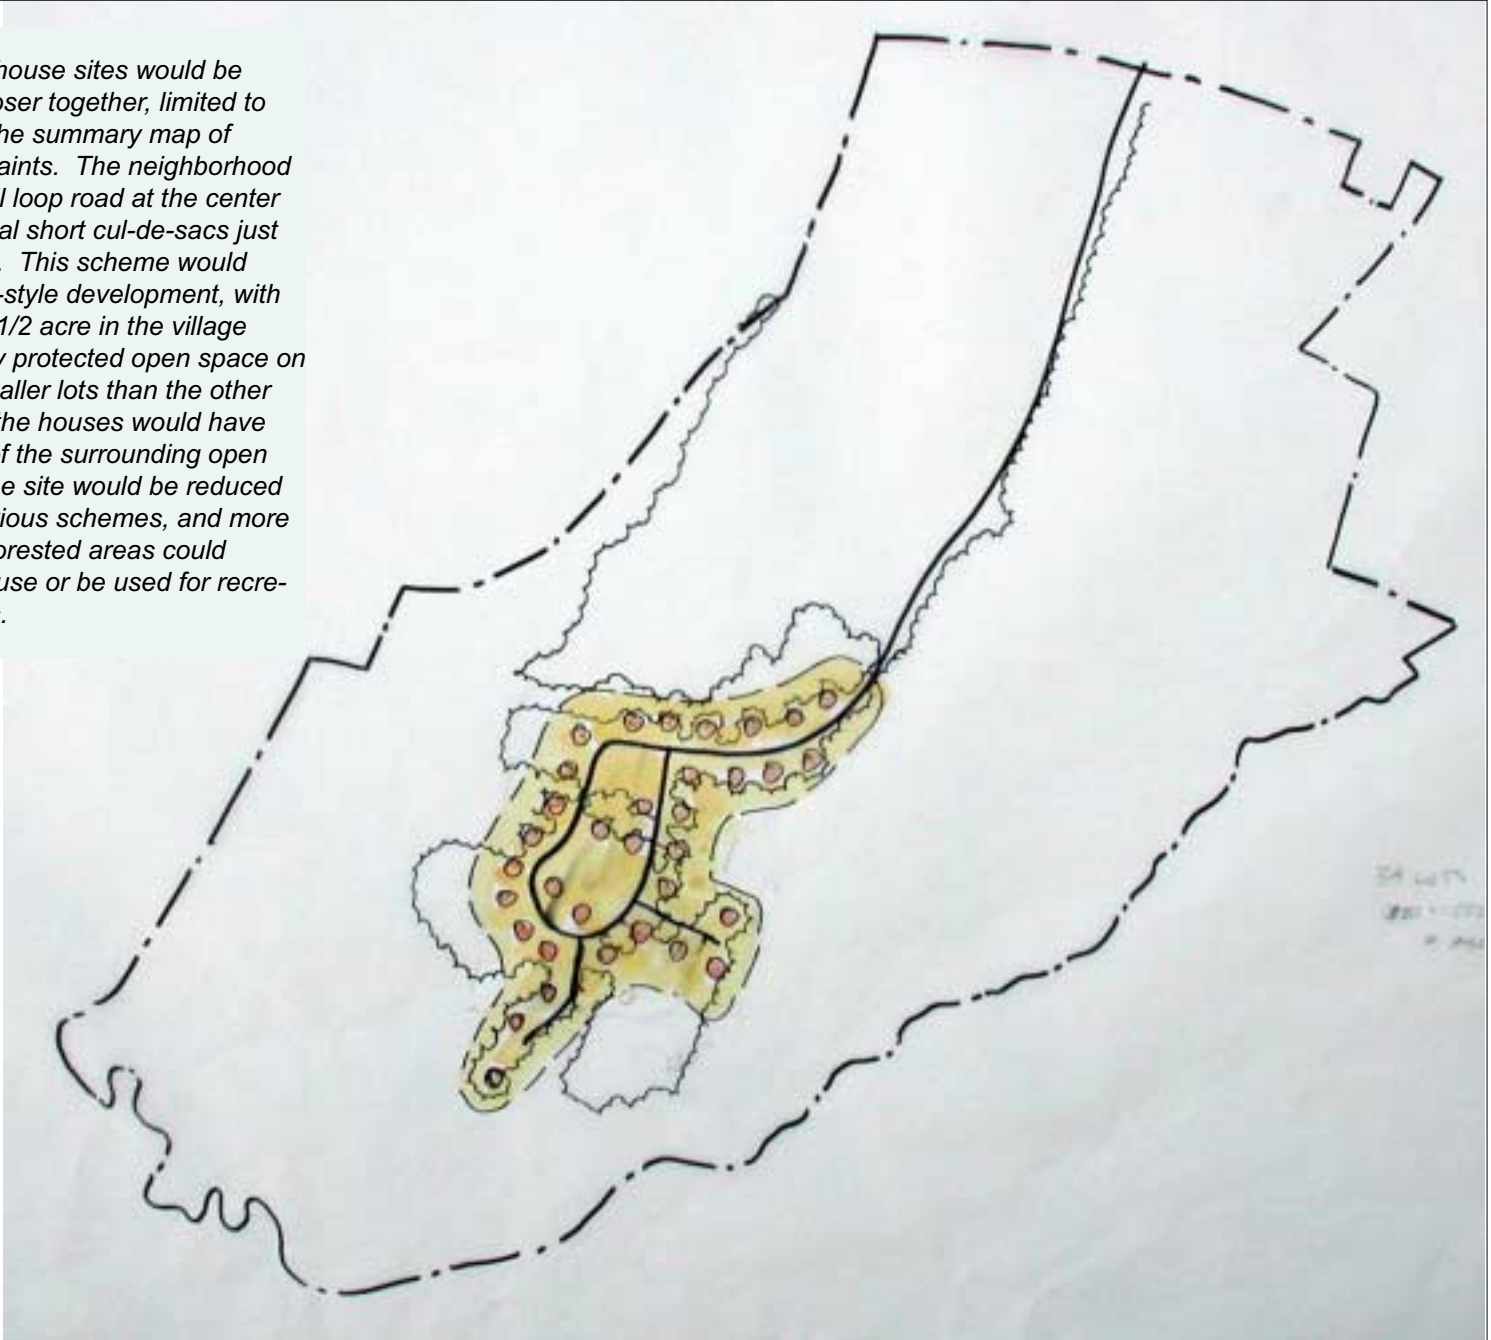 house sites would be
oser together, limited to
he summary map of
aints. The neighborhood
l loop road at the center
al short cul-de-sacs just
. This scheme would
-style development, with
1/2 acre in the village
y protected open space on
aller lots than the other
the houses would have
f the surrounding open
e site would be reduced
ious schemes, and more
orested areas could
use or be used for recre-
.
LOTS